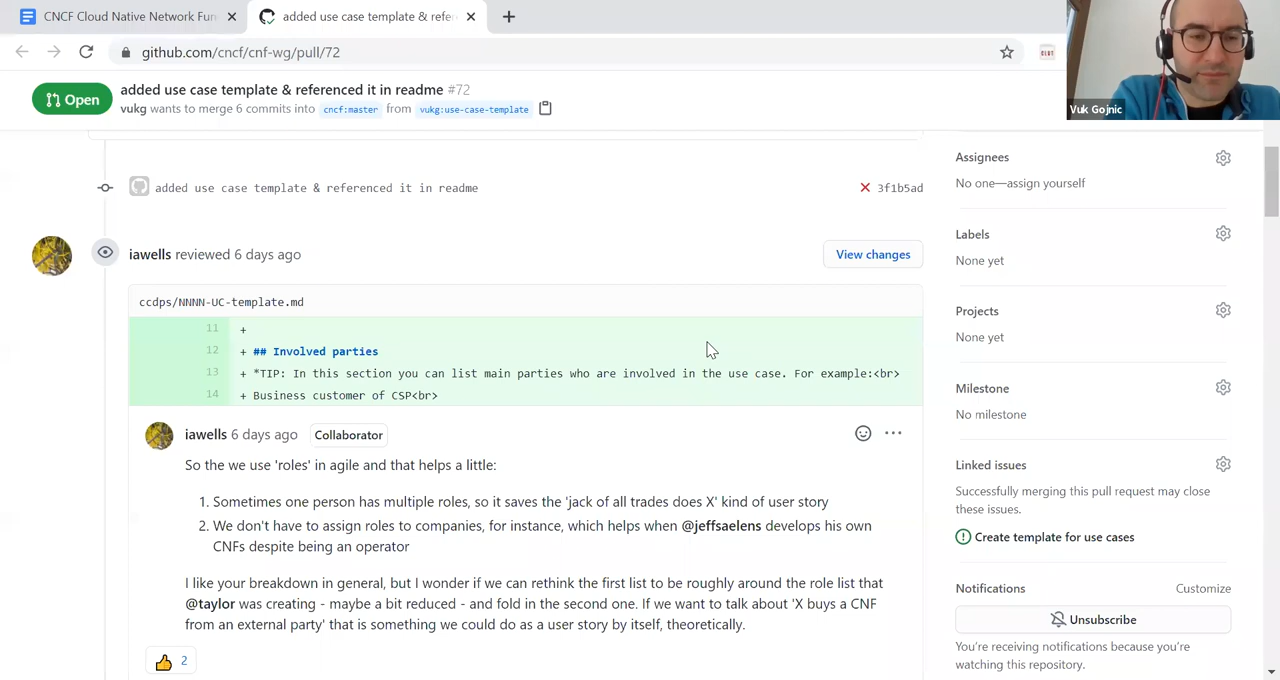 CNCF Cloud Native Network Fun
added use case template & refe
github.com/cncf/cnf-wg/pull/72
Vuk Gojnic
Open
added use case template & referenced it in readme #72
vukg wants to merge 6 commits into cncf:master from vukg:use-case-template
added use case template & referenced it in readme
3f1b5ad
iawells reviewed 6 days ago
View changes
ccdps/NNNN-UC-template.md
11 +
12 + ## Involved parties
13 + *TIP: In this section you can list main parties who are involved in the use case. For example:<br>
14 + Business customer of CSP<br>
iawells 6 days ago Collaborator
So the we use 'roles' in agile and that helps a little:
1. Sometimes one person has multiple roles, so it saves the 'jack of all trades does X' kind of user story
2. We don't have to assign roles to companies, for instance, which helps when @jeffsaelens develops his own
CNFs despite being an operator
I like your breakdown in general, but I wonder if we can rethink the first list to be roughly around the role list that
@taylor was creating - maybe a bit reduced - and fold in the second one. If we want to talk about 'X buys a CNF
from an external party' that is something we could do as a user story by itself, theoretically.
2
Assignees
No one—assign yourself
Labels
None yet
Projects
None yet
Milestone
No milestone
Linked issues
Successfully merging this pull request may close
these issues.
Create template for use cases
Notifications
Customize
Unsubscribe
You're receiving notifications because you're
watching this repository.